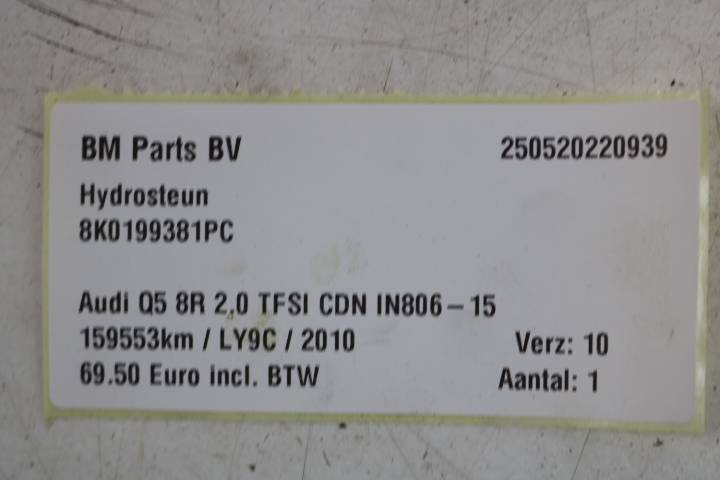 BM Parts BV 250520220939
Hydrosteun
8K0199381PC
Audi Q5 8R 2.0 TFSI CDN IN806-15
159553km / LY9C / 2010 Verz: 10
69.50 Euro incl. BTW Aantal: 1